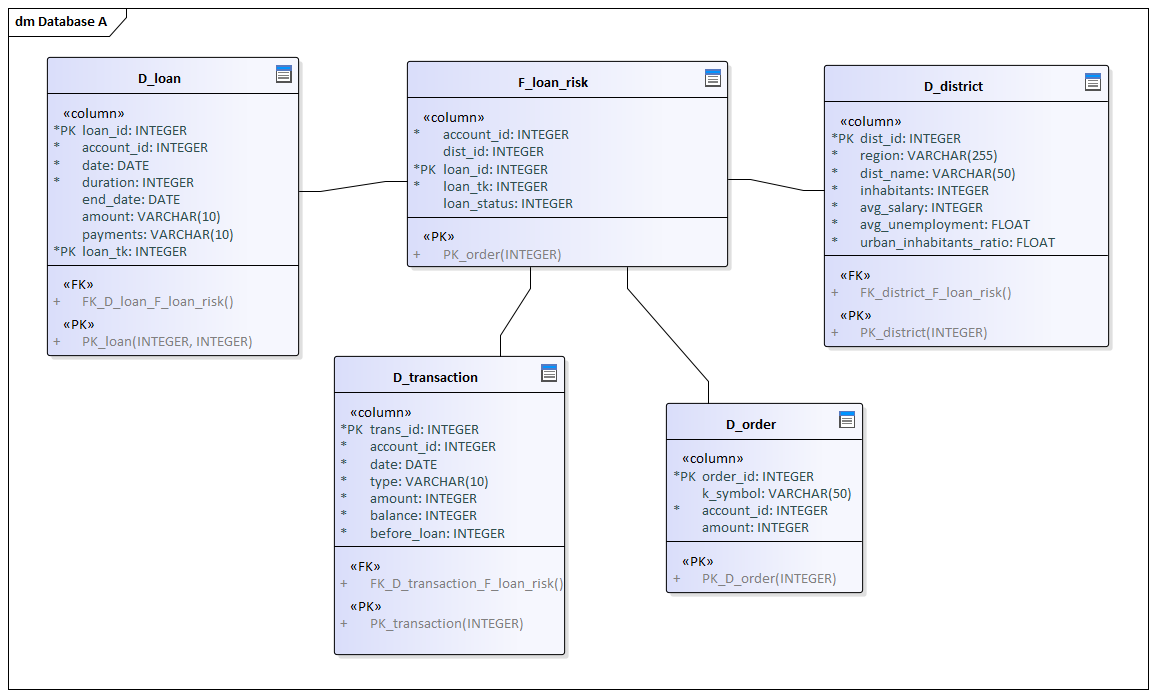 dm Database A
D_loan
«column»
*PK loan_id: INTEGER
* account_id: INTEGER
* date: DATE
* duration: INTEGER
end_date: DATE
amount: VARCHAR(10)
payments: VARCHAR(10)
*PK loan_tk: INTEGER
«FK»
+ FK_D_loan_F_loan_risk()
«PK»
+ PK_loan(INTEGER, INTEGER)
F_loan_risk
«column»
* account_id: INTEGER
dist_id: INTEGER
*PK loan_id: INTEGER
* loan_tk: INTEGER
loan_status: INTEGER
«PK»
+ PK_order(INTEGER)
D_district
«column»
*PK dist_id: INTEGER
* region: VARCHAR(255)
* dist_name: VARCHAR(50)
* inhabitants: INTEGER
* avg_salary: INTEGER
* avg_unemployment: FLOAT
* urban_inhabitants_ratio: FLOAT
«FK»
+ FK_district_F_loan_risk()
«PK»
+ PK_district(INTEGER)
D_transaction
«column»
*PK trans_id: INTEGER
* account_id: INTEGER
* date: DATE
* type: VARCHAR(10)
* amount: INTEGER
* balance: INTEGER
* before_loan: INTEGER
«FK»
+ FK_D_transaction_F_loan_risk()
«PK»
+ PK_transaction(INTEGER)
D_order
«column»
*PK order_id: INTEGER
k_symbol: VARCHAR(50)
* account_id: INTEGER
amount: INTEGER
«PK»
+ PK_D_order(INTEGER)